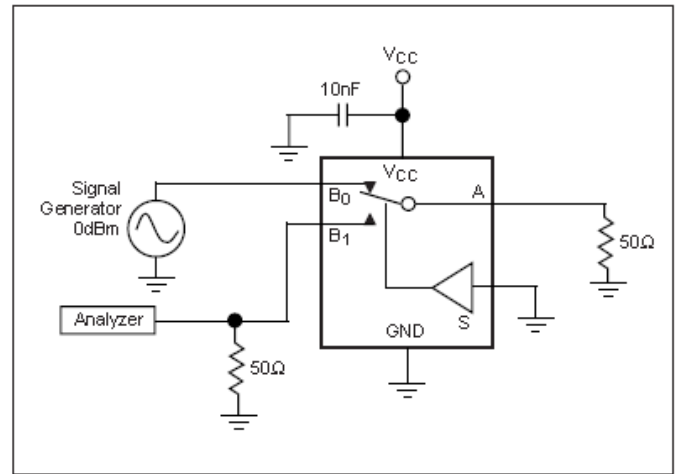 VCC
10nF
VCC
Signal
Generator
0dBm
B0
A
B1
Analyzer
S
GND
50Ω
50Ω